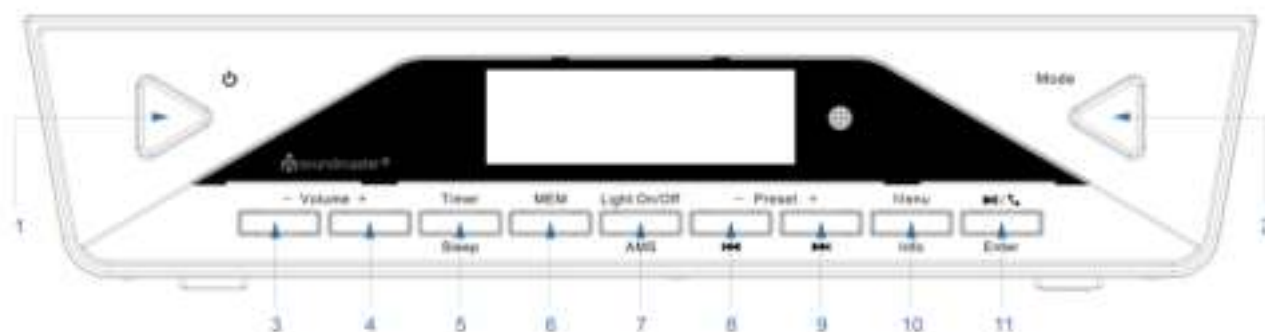 Mode
soundmaster®
− Volume +
Timer
MEM
Light On/Off
− Preset +
Menu
Sleep
AMS
Info
Enter
1
2
3
4
5
6
7
8
9
10
11